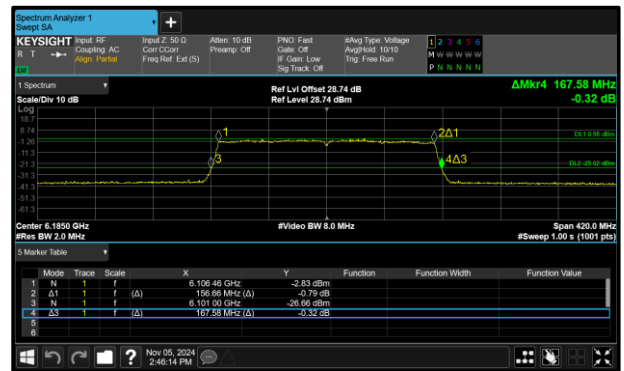 Spectrum Analyzer 1
Swept SA
+
KEYSIGHT Input: RF Input Z: 50 Ω Atten: 10 dB PNO: Fast #Avg Type: Voltage 1 2 3 4 5 6
R T Coupling: AC Corr CCorr Preamp: Off Gate: Off Avg|Hold: 10/10 M W W W W W
Align: Partial Freq Ref: Ext (S) IF Gain: Low Trig: Free Run
Sig Track: Off P N N N N N
1 Spectrum Ref Lvl Offset 28.74 dB ΔMkr4 167.58 MHz
Scale/Div 10 dB Ref Level 28.74 dBm -0.32 dB
Log
18.7
8.74
-1.26
-11.3
-21.3
-31.3
-41.3
-51.3
-61.3
1
2Δ1
3
4Δ3
DL1 0.98 dBm
DL2 -25.02 dBm
Center 6.1850 GHz #Video BW 8.0 MHz Span 420.0 MHz
#Res BW 2.0 MHz #Sweep 1.00 s (1001 pts)
5 Marker Table
Mode Trace Scale X Y Function Function Width Function Value
1 N 1 f 6.106 46 GHz -2.83 dBm
2 Δ1 1 f (Δ) 156.66 MHz (Δ) -0.79 dB
3 N 1 f 6.101 00 GHz -26.66 dBm
4 Δ3 1 f (Δ) 167.58 MHz (Δ) -0.32 dB
5
6
? Nov 05, 2024
2:46:14 PM